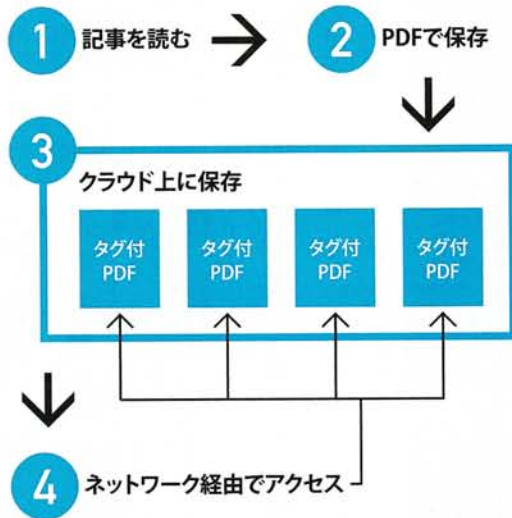 1 記事を読む
2 PDFで保存
3
クラウド上に保存
タグ付
PDF
タグ付
PDF
タグ付
PDF
タグ付
PDF
4 ネットワーク経由でアクセス